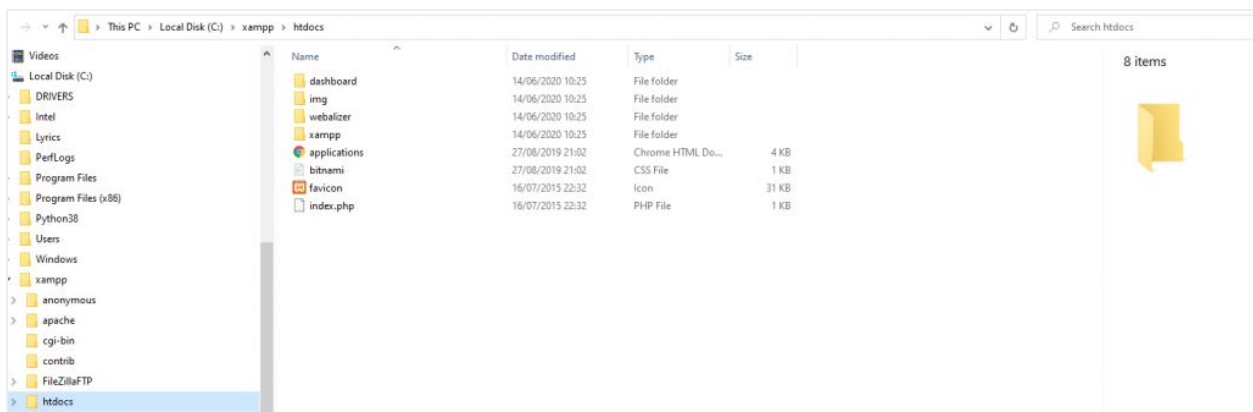 This PC > Local Disk (C:) > xampp > htdocs
Search htdocs
Videos
Local Disk (C:)
DRIVERS
Intel
Lyrics
PerfLogs
Program Files
Program Files (x86)
Python38
Users
Windows
xampp
anonymous
apache
cgi-bin
contrib
FileZillaFTP
htdocs
Name Date modified Type Size
dashboard 14/06/2020 10:25 File folder
img 14/06/2020 10:25 File folder
webalizer 14/06/2020 10:25 File folder
xampp 14/06/2020 10:25 File folder
applications 27/08/2019 21:02 Chrome HTML Do... 4 KB
bitnami 27/08/2019 21:02 CSS File 1 KB
favicon 16/07/2015 22:32 Icon 31 KB
index.php 16/07/2015 22:32 PHP File 1 KB
8 items